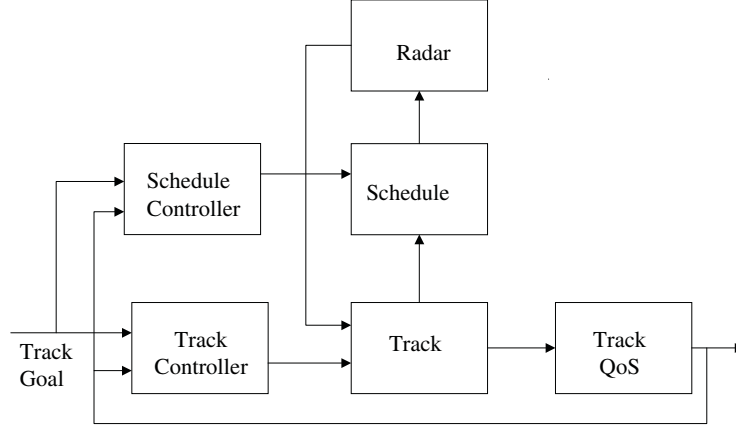 Radar
Schedule
Controller
Schedule
Track
Goal
Track
Controller
Track
Track
QoS